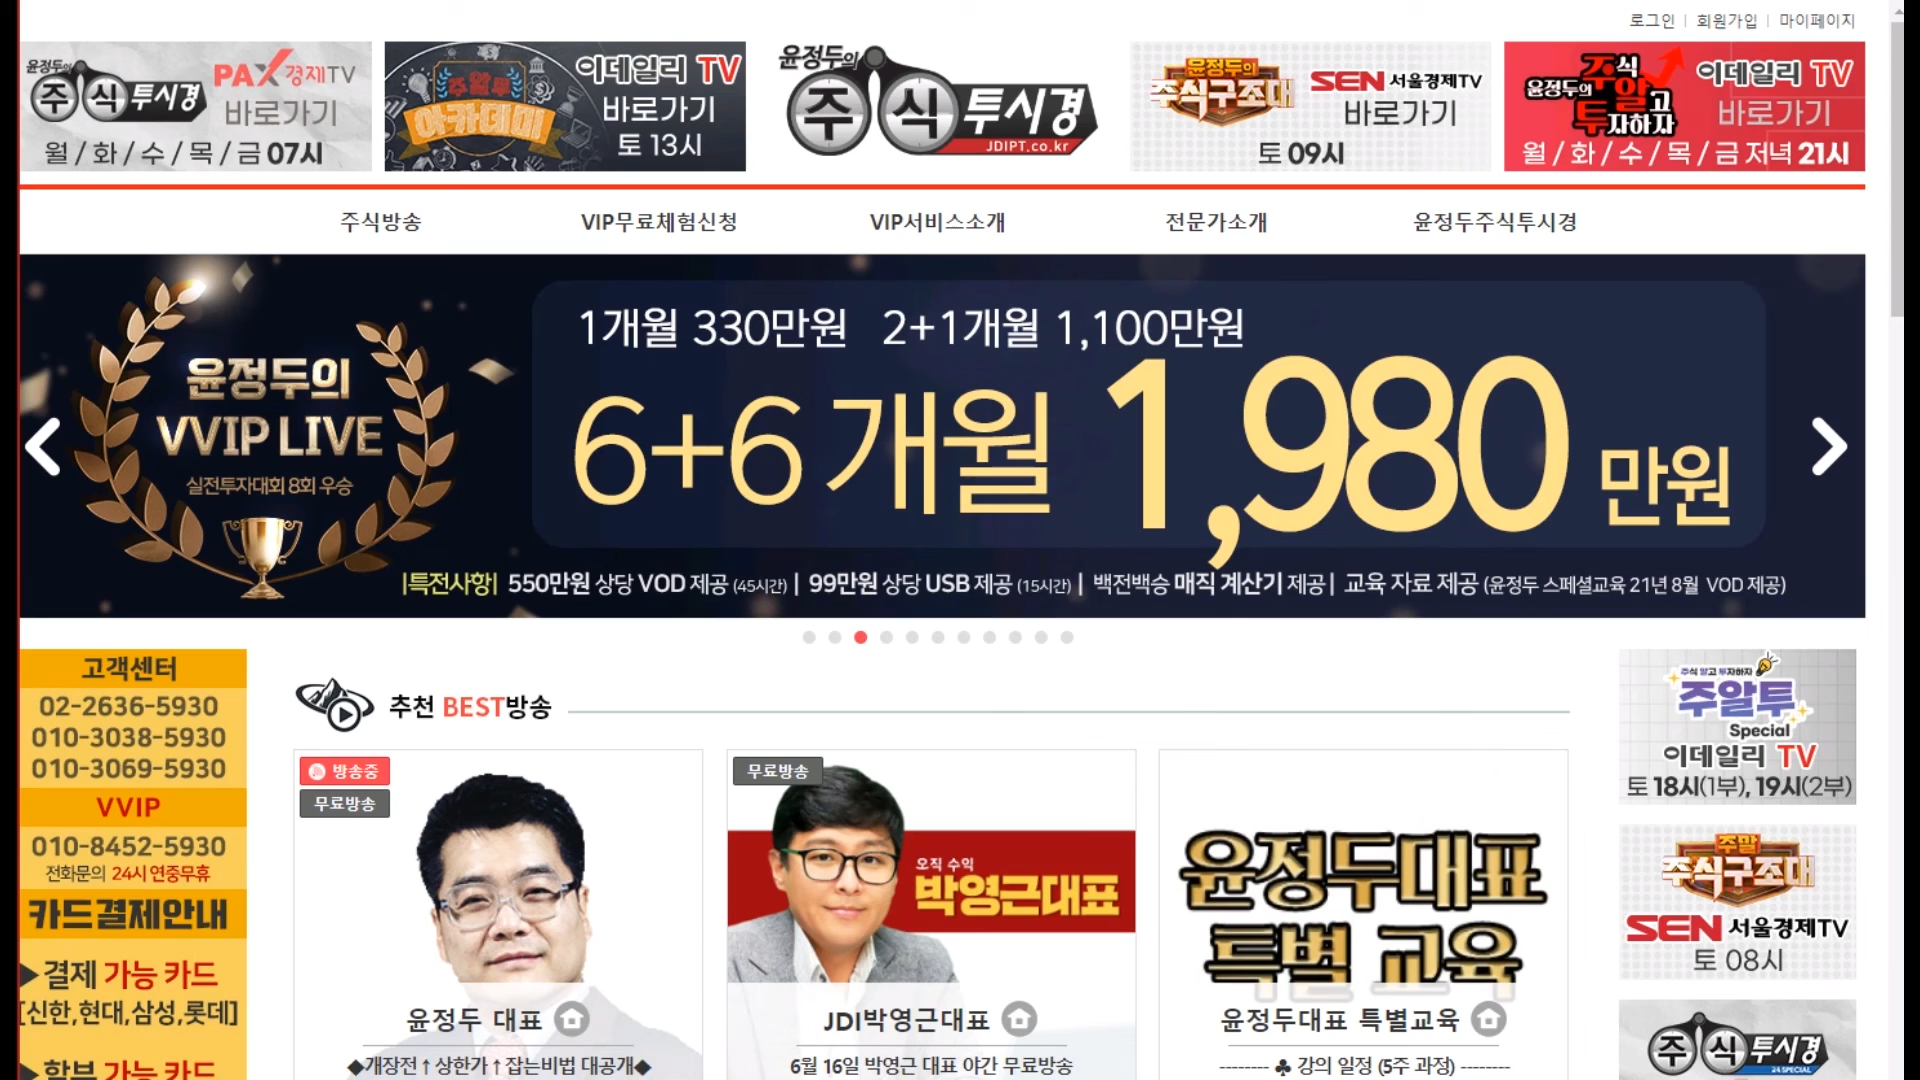 로그인 | 회원가입 | 마이페이지
윤정두의 주식투시경
PAX경제TV
바로가기
월/화/수/목/금 07시
주알투
아카데미
이데일리 TV
바로가기
토 13시
윤정두의
주식투시경
JDIPT.co.kr
윤정두의
주식구조대
SEN 서울경제TV
바로가기
토 09시
윤정두의
주식
알고
투자하자
이데일리 TV
바로가기
월/화/수/목/금 저녁 21시
주식방송 VIP무료체험신청 VIP서비스소개 전문가소개 윤정두주식투시경
윤정두의
VVIP LIVE
실전투자대회 8회 우승
1개월 330만원 2+1개월 1,100만원
6+6개월 1,980만원
|특전사항| 550만원 상당 VOD 제공 (45시간) | 99만원 상당 USB 제공 (15시간) | 백전백승 매직 계산기 제공 | 교육 자료 제공 (윤정두 스페셜교육 21년 8월 VOD 제공)
고객센터
02-2636-5930
010-3038-5930
010-3069-5930
VVIP
010-8452-5930
전화문의 24시 연중무휴
카드결제안내
▶결제 가능 카드
[신한,현대,삼성,롯데]
▶할부 가능 카드
추천 BEST방송
방송중
무료방송
윤정두 대표
◆개장전↑상한가↑잡는비법 대공개◆
무료방송
오직 수익
박영근대표
JDI박영근대표
6월 16일 박영근 대표 야간 무료방송
윤정두대표
특별 교육
윤정두대표 특별교육
-------- ♣ 강의 일정 (5주 과정) --------
주식 알고 투자하자
주알투
Special
이데일리 TV
토 18시(1부), 19시(2부)
주말
주식구조대
SEN 서울경제TV
토 08시
주식투시경
24 SPECIAL